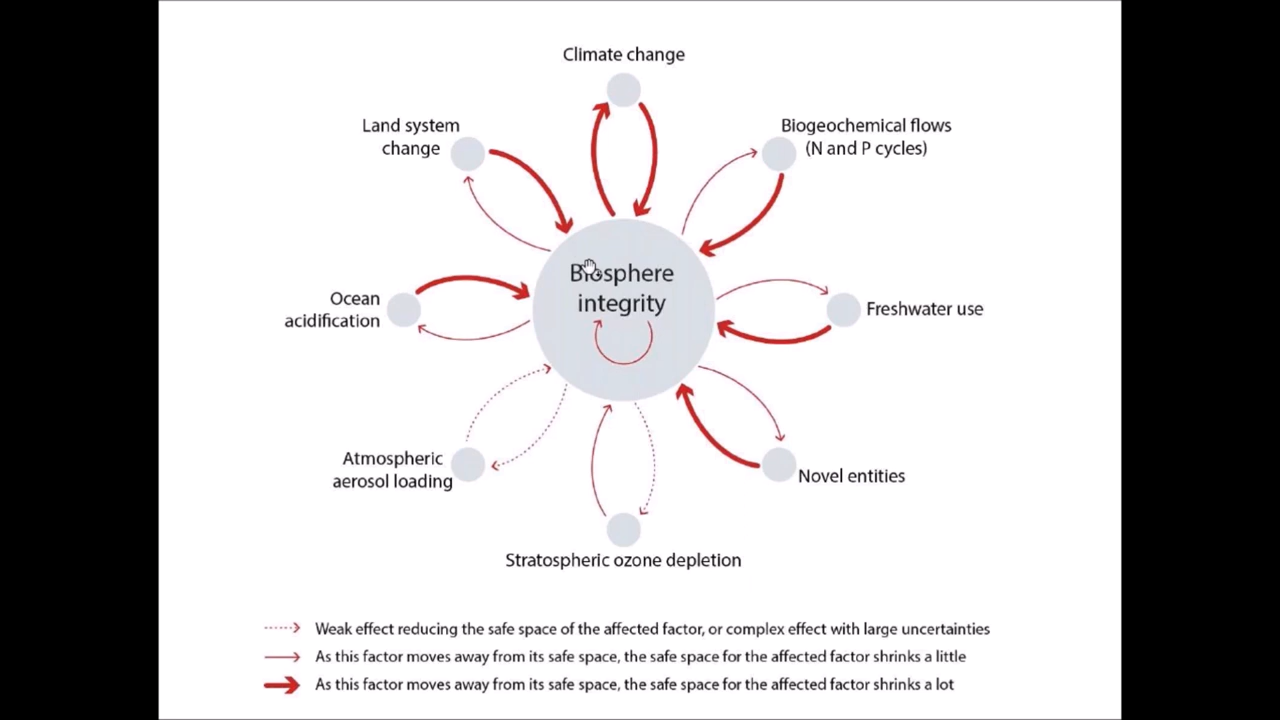 Climate change
Land system
change
Biogeochemical flows
(N and P cycles)
Biosphere
integrity
Ocean
acidification
Freshwater use
Atmospheric
aerosol loading
Novel entities
Stratospheric ozone depletion
Weak effect reducing the safe space of the affected factor, or complex effect with large uncertainties
As this factor moves away from its safe space, the safe space for the affected factor shrinks a little
As this factor moves away from its safe space, the safe space for the affected factor shrinks a lot